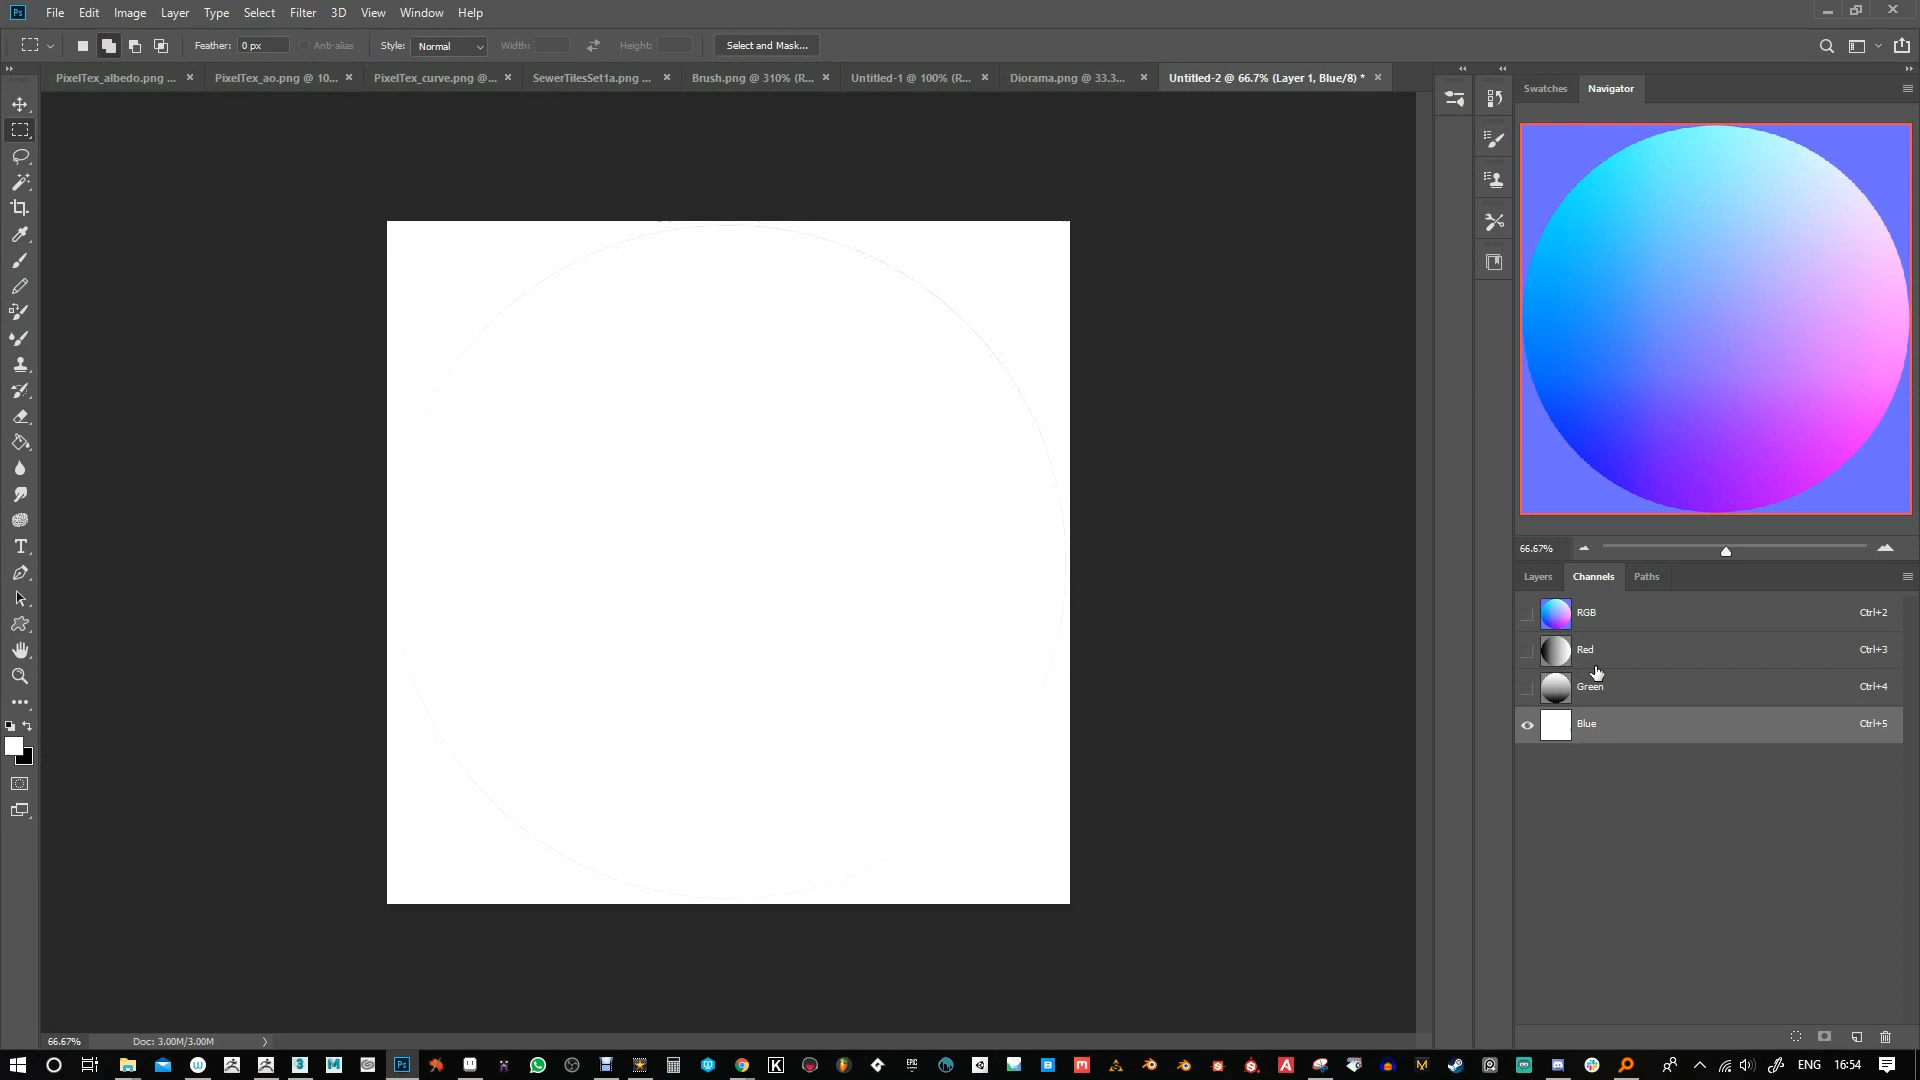 Ps File Edit Image Layer Type Select Filter 3D View Window Help
Feather: 0 px Anti-alias Style: Normal Width: Height: Select and Mask...
PixelTex_albedo.png ... PixelTex_ao.png @ 10... PixelTex_curve.png @... SewerTilesSet1a.png ... Brush.png @ 310% (R... Untitled-1 @ 100% (R... Diorama.png @ 33.3... Untitled-2 @ 66.7% (Layer 1, Blue/8) *
Swatches Navigator
66.67%
Layers Channels Paths
RGB Ctrl+2
Red Ctrl+3
Green Ctrl+4
Blue Ctrl+5
66.67% Doc: 3.00M/3.00M
ENG 16:54